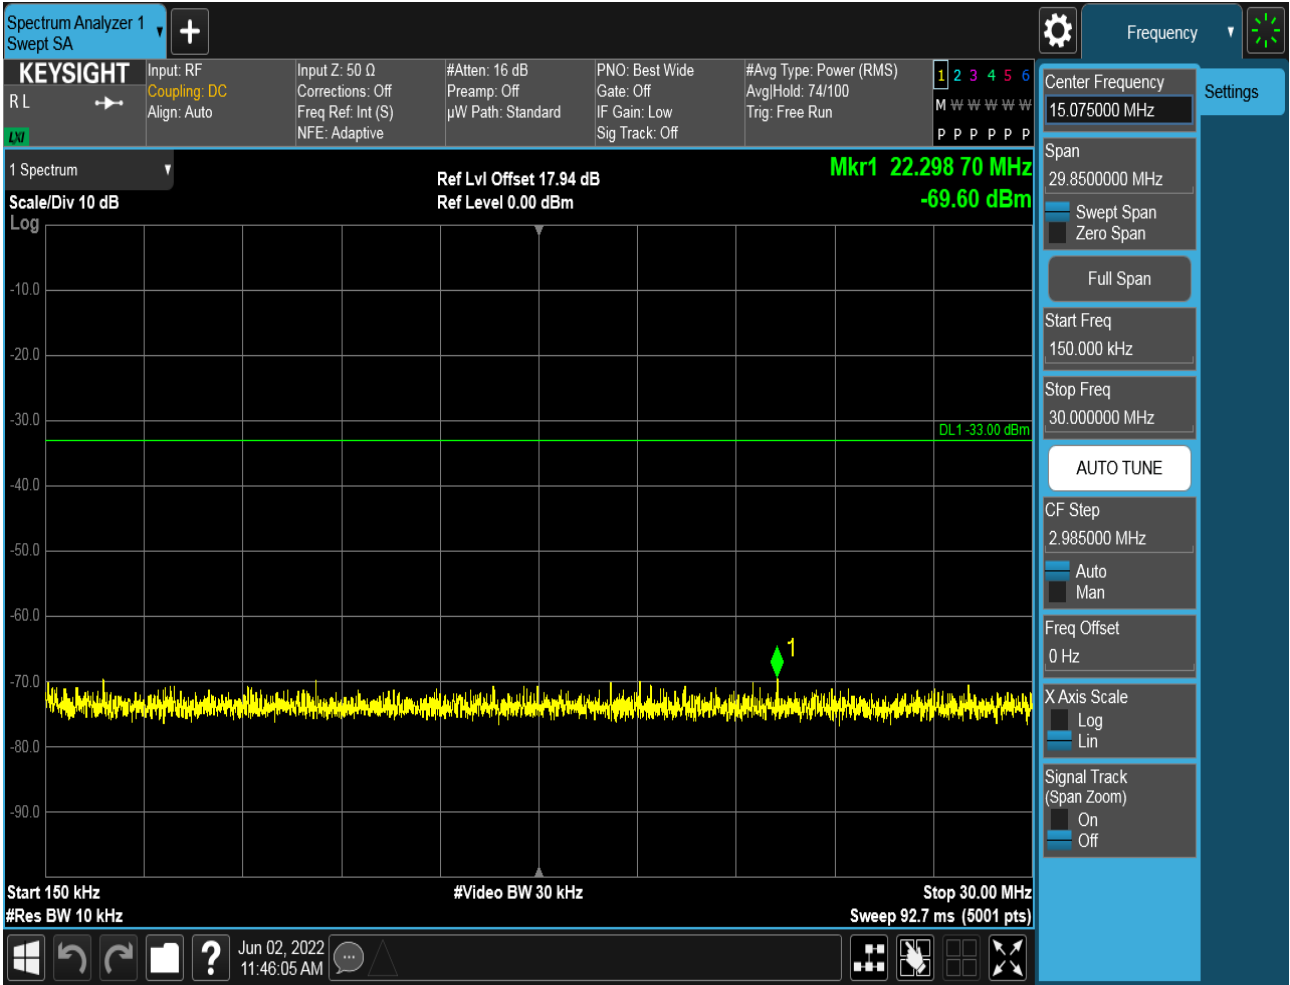 Spectrum Analyzer 1
Swept SA
Frequency
KEYSIGHT
R L
LXI
Input: RF
Coupling: DC
Align: Auto
Input Z: 50 Ω
Corrections: Off
Freq Ref: Int (S)
NFE: Adaptive
#Atten: 16 dB
Preamp: Off
µW Path: Standard
PNO: Best Wide
Gate: Off
IF Gain: Low
Sig Track: Off
#Avg Type: Power (RMS)
Avg|Hold: 74/100
Trig: Free Run
1 2 3 4 5 6
M W W W W W
P P P P P P
1 Spectrum
Scale/Div 10 dB
Log
Ref Lvl Offset 17.94 dB
Ref Level 0.00 dBm
Mkr1 22.298 70 MHz
-69.60 dBm
-10.0
-20.0
-30.0
DL1 -33.00 dBm
-40.0
-50.0
-60.0
1
-70.0
-80.0
-90.0
Start 150 kHz
#Res BW 10 kHz
#Video BW 30 kHz
Stop 30.00 MHz
Sweep 92.7 ms (5001 pts)
?
Jun 02, 2022
11:46:05 AM
Center Frequency
15.075000 MHz
Settings
Span
29.8500000 MHz
Swept Span
Zero Span
Full Span
Start Freq
150.000 kHz
Stop Freq
30.000000 MHz
AUTO TUNE
CF Step
2.985000 MHz
Auto
Man
Freq Offset
0 Hz
X Axis Scale
Log
Lin
Signal Track
(Span Zoom)
On
Off